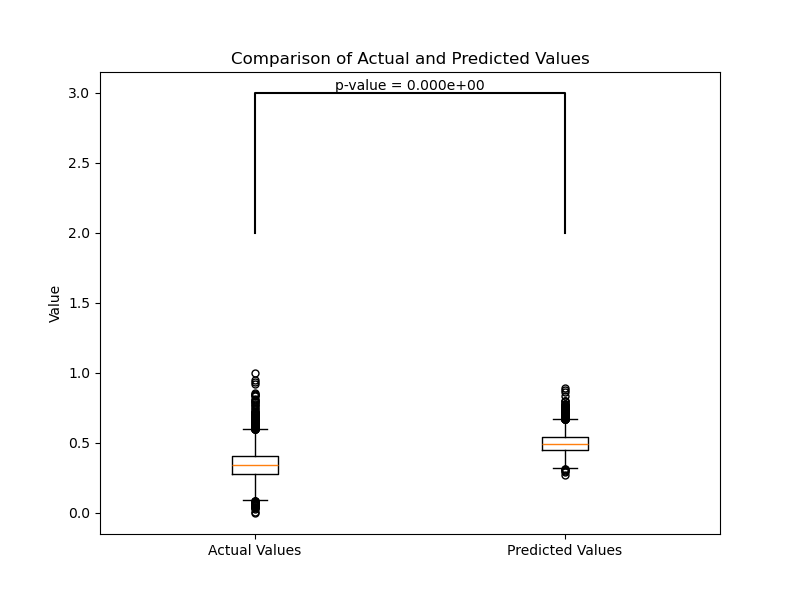 Comparison of Actual and Predicted Values
p-value = 0.000e+00
3.0
2.5
2.0
1.5
1.0
0.5
0.0
Value
Actual Values
Predicted Values